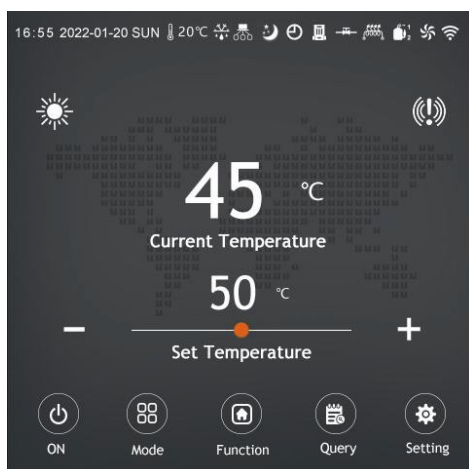 16:55 2022-01-20 SUN 20℃
45 ℃
Current Temperature
50 ℃
Set Temperature
ON Mode Function Query Setting